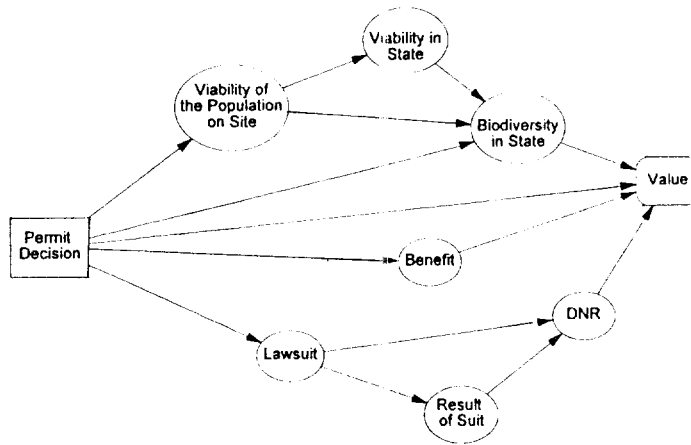 Viability in
State
Viability of
the Population
on Site
Biodiversity
in State
Value
Permit
Decision
Benefit
DNR
Lawsuit
Result
of Suit